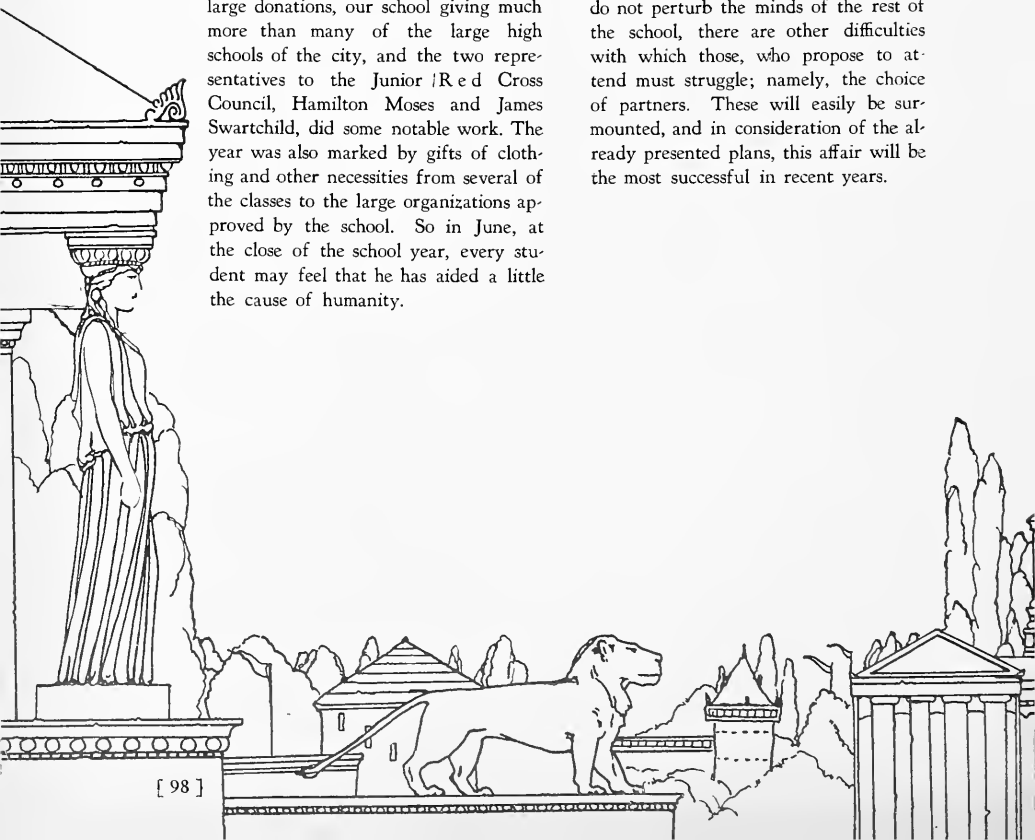 large donations, our school giving much
more than many of the large high
schools of the city, and the two repre-
sentatives to the Junior Red Cross
Council, Hamilton Moses and James
Swartchild, did some notable work. The
year was also marked by gifts of cloth-
ing and other necessities from several of
the classes to the large organizations ap-
proved by the school. So in June, at
the close of the school year, every stu-
dent may feel that he has aided a little
the cause of humanity.
do not perturb the minds of the rest of
the school, there are other difficulties
with which those, who propose to at-
tend must struggle; namely, the choice
of partners. These will easily be sur-
mounted, and in consideration of the al-
ready presented plans, this affair will be
the most successful in recent years.
[ 98 ]